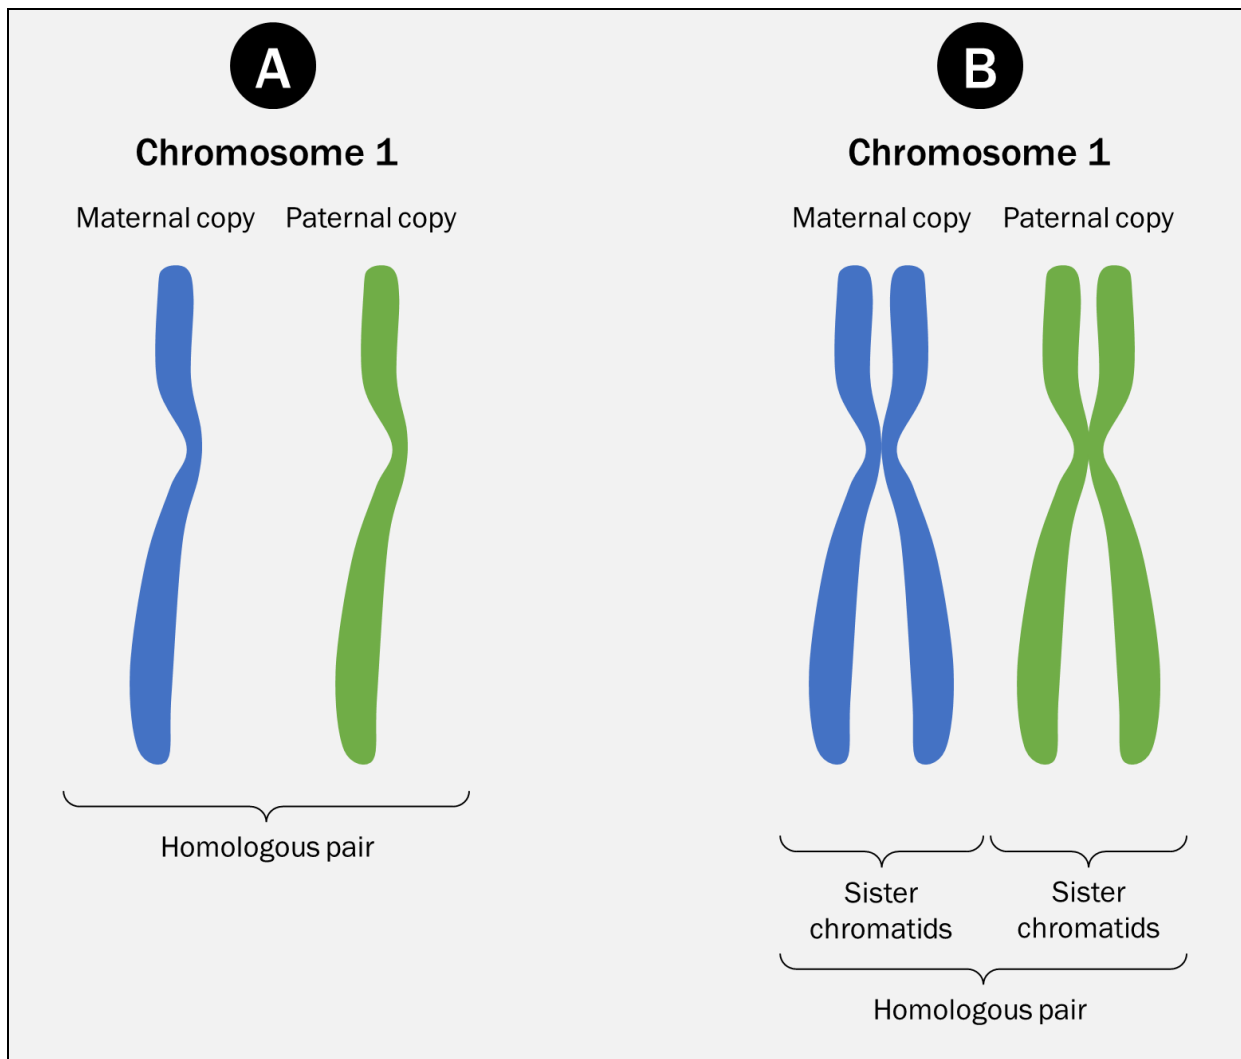 A
Chromosome 1
Maternal copy
Paternal copy
Homologous pair
B
Chromosome 1
Maternal copy
Paternal copy
Sister
chromatids
Sister
chromatids
Homologous pair